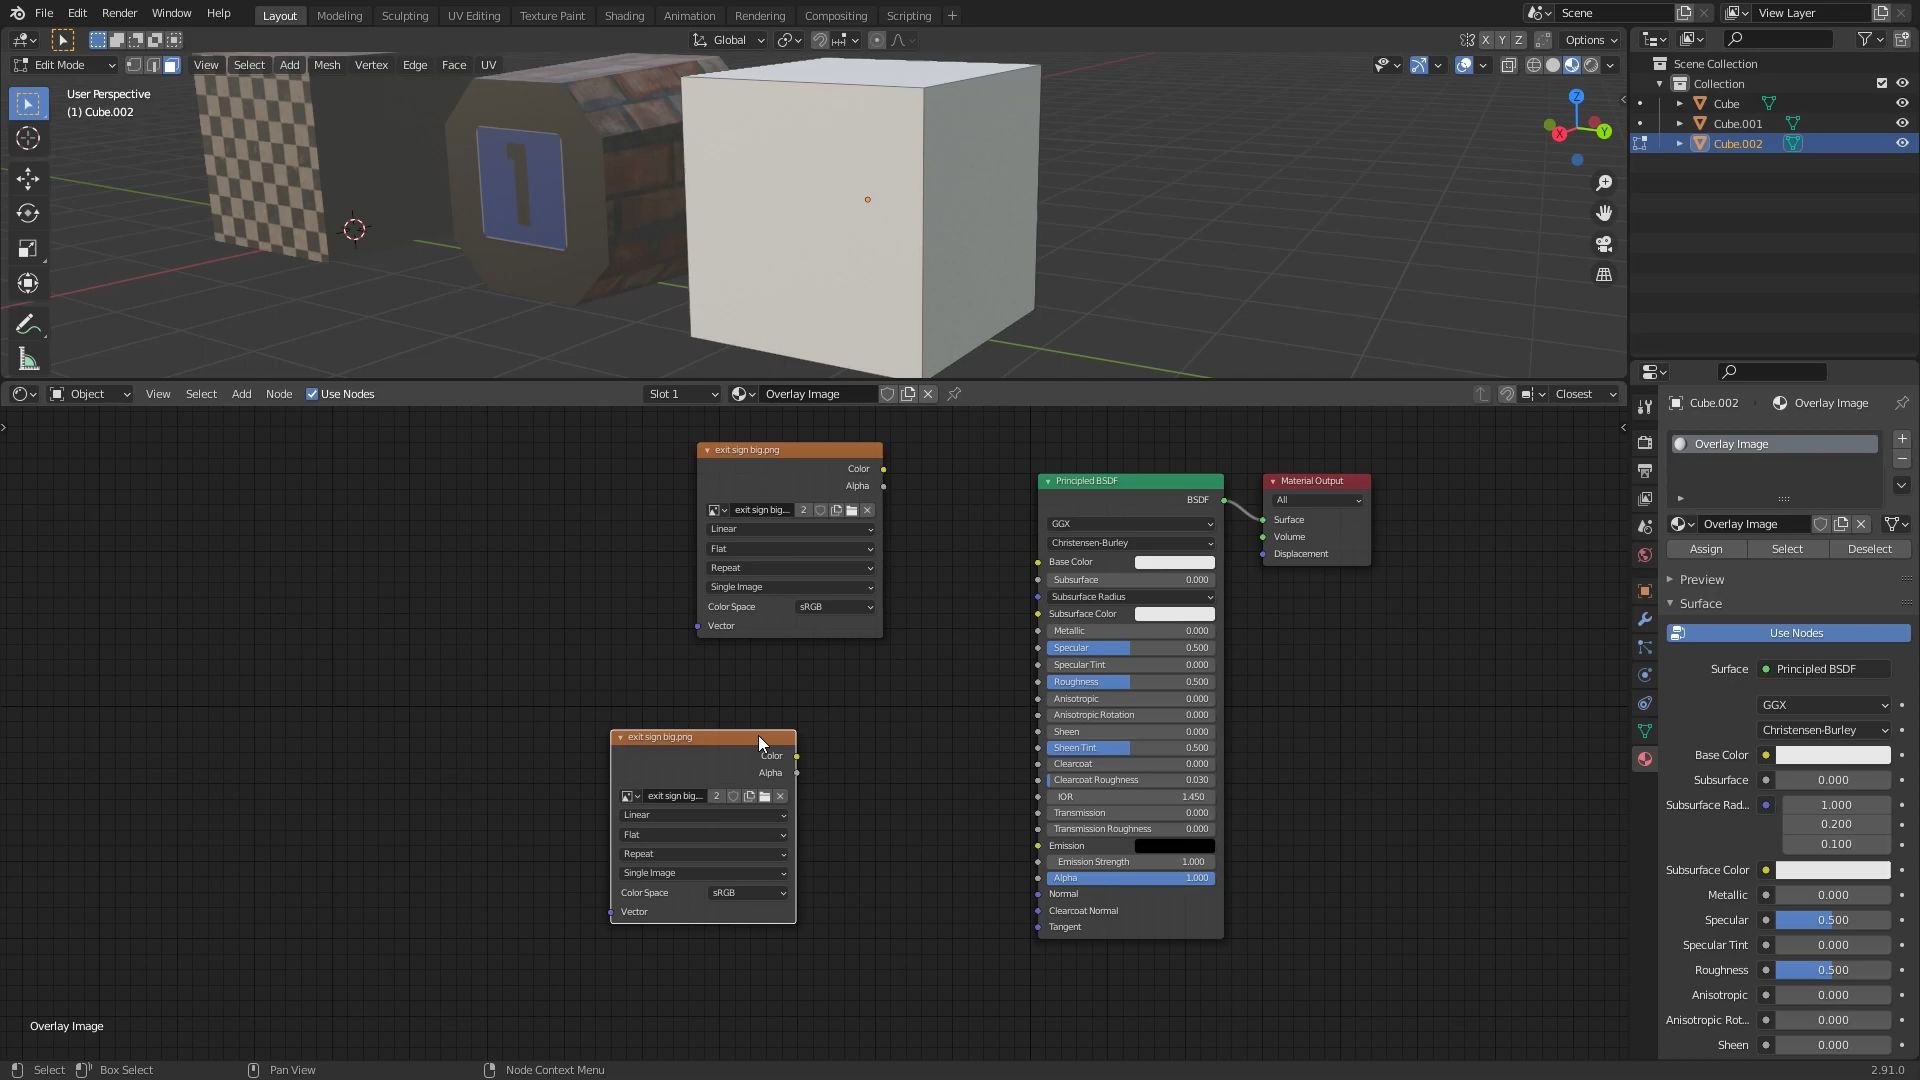 File Edit Render Window Help Layout Modeling Sculpting UV Editing Texture Paint Shading Animation Rendering Compositing Scripting + Scene View Layer
Global X Y Z Options
Edit Mode View Select Add Mesh Vertex Edge Face UV
User Perspective
(1) Cube.002
1
Z
X Y
Scene Collection
Collection
Cube
Cube.001
Cube.002
Object View Select Add Node Use Nodes Slot 1 Overlay Image Closest
exit sign big.png
Color
Alpha
exit sign big.... 2
Linear
Flat
Repeat
Single Image
Color Space sRGB
Vector
exit sign big.png
Color
Alpha
exit sign big.... 2
Linear
Flat
Repeat
Single Image
Color Space sRGB
Vector
Principled BSDF
BSDF
GGX
Christensen-Burley
Base Color
Subsurface 0.000
Subsurface Radius
Subsurface Color
Metallic 0.000
Specular 0.500
Specular Tint 0.000
Roughness 0.500
Anisotropic 0.000
Anisotropic Rotation 0.000
Sheen 0.000
Sheen Tint 0.500
Clearcoat 0.000
Clearcoat Roughness 0.030
IOR 1.450
Transmission 0.000
Transmission Roughness 0.000
Emission
Emission Strength 1.000
Alpha 1.000
Normal
Clearcoat Normal
Tangent
Material Output
All
Surface
Volume
Displacement
Cube.002 Overlay Image
Overlay Image
Overlay Image
Assign Select Deselect
Preview
Surface
Use Nodes
Surface Principled BSDF
GGX
Christensen-Burley
Base Color
Subsurface 0.000
Subsurface Rad... 1.000
0.200
0.100
Subsurface Color
Metallic 0.000
Specular 0.500
Specular Tint 0.000
Roughness 0.500
Anisotropic 0.000
Anisotropic Rot... 0.000
Sheen 0.000
Overlay Image
Select Box Select Pan View Node Context Menu 2.91.0